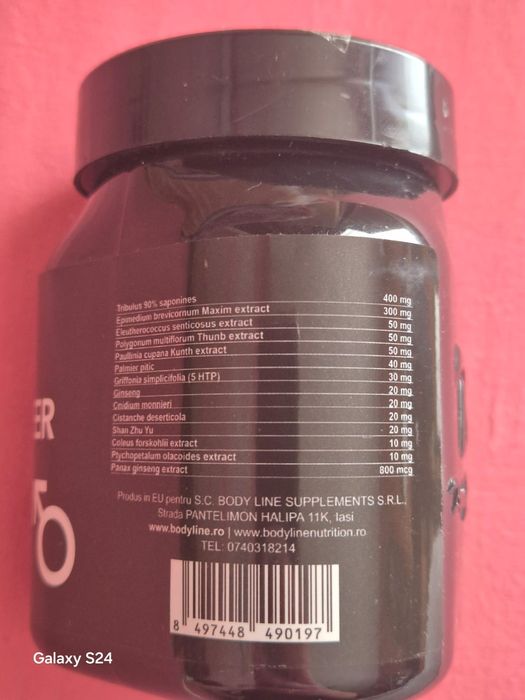 Tribulus 90% saponines 400 mg
Epimedium brevicornum Maxim extract 300 mg
Eleutherococcus senticosus extract 50 mg
Polygonum multiflorum Thunb extract 50 mg
Paullinia cupana Kunth extract 50 mg
Palmier pitic 40 mg
Griffonia simplicifolia (5 HTP) 30 mg
Ginseng 20 mg
Cnidium monnieri 20 mg
Cistanche deserticola 20 mg
Shan Zhu Yu 20 mg
Coleus forskohlii extract 10 mg
Ptychopetalum olacoides extract 10 mg
Panax ginseng extract 800 mcg
ER
Produs in EU pentru S.C. BODY LINE SUPPLEMENTS S.R.L.,
Strada PANTELIMON HALIPA 11K, Iasi
www.bodyline.ro | www.bodylinenutrition.ro
TEL: 0740318214
8 497448 490197
Galaxy S24